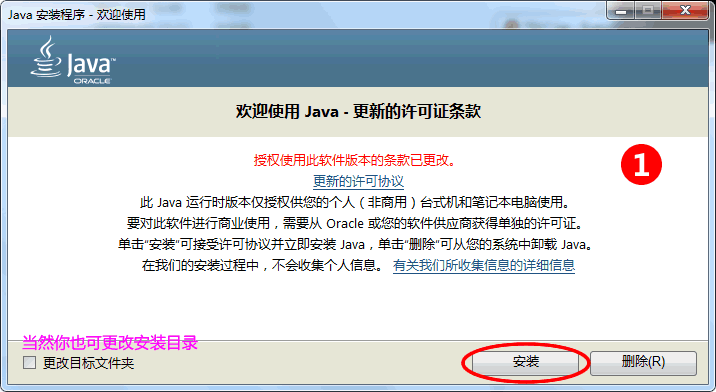 Java 安装程序 - 欢迎使用
Java™
ORACLE
欢迎使用 Java - 更新的许可证条款
授权使用此软件版本的条款已更改。
1
更新的许可协议
此 Java 运行时版本仅授权供您的个人（非商用）台式机和笔记本电脑使用。
要对此软件进行商业使用，需要从 Oracle 或您的软件供应商获得单独的许可证。
单击“安装”可接受许可协议并立即安装 Java，单击“删除”可从您的系统中卸载 Java。
在我们的安装过程中，不会收集个人信息。 有关我们所收集信息的详细信息
当然你也可更改安装目录
更改目标文件夹
安装
删除(R)